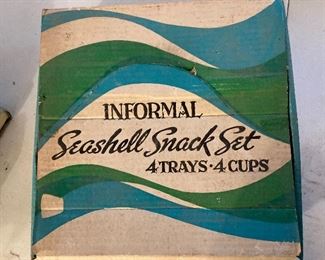 INFORMAL
Seashell Snack Set
4 TRAYS • 4 CUPS